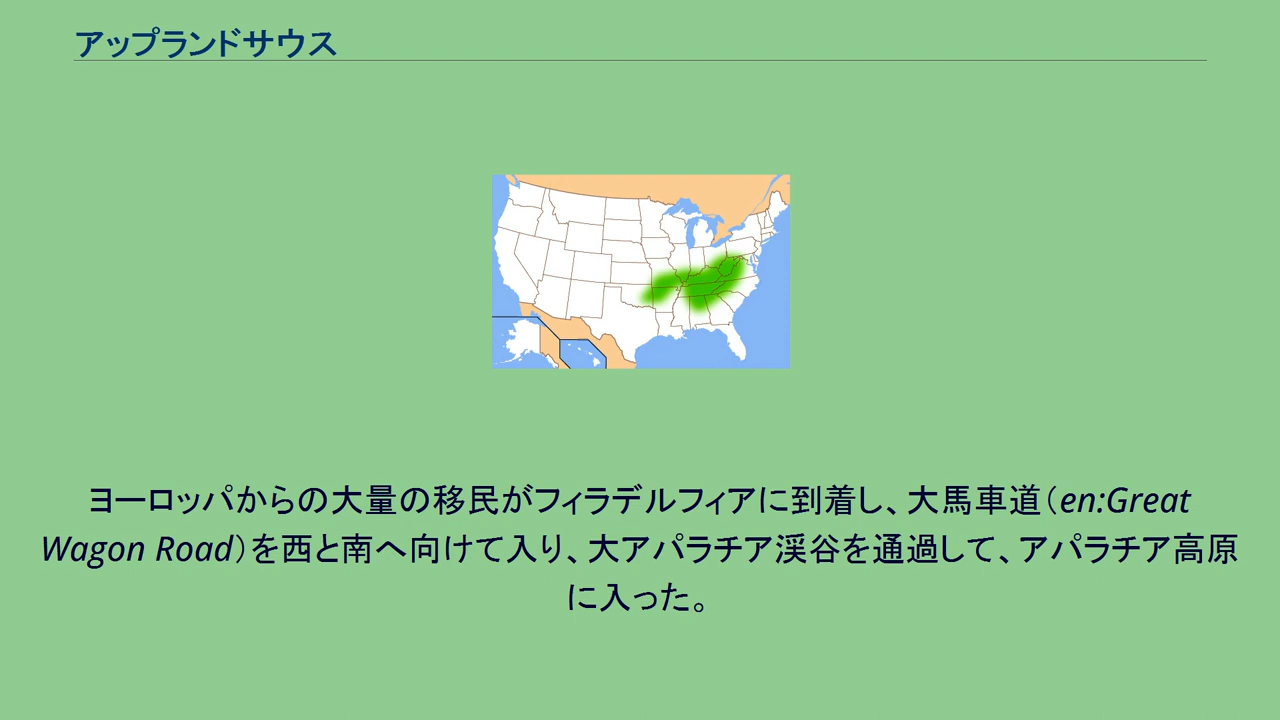 アップランドサウス
ヨーロッパからの大量の移民がフィラデルフィアに到着し、大馬車道（en:Great
Wagon Road）を西と南へ向けて入り、大アパラチア渓谷を通過して、アパラチア高原
に入った。